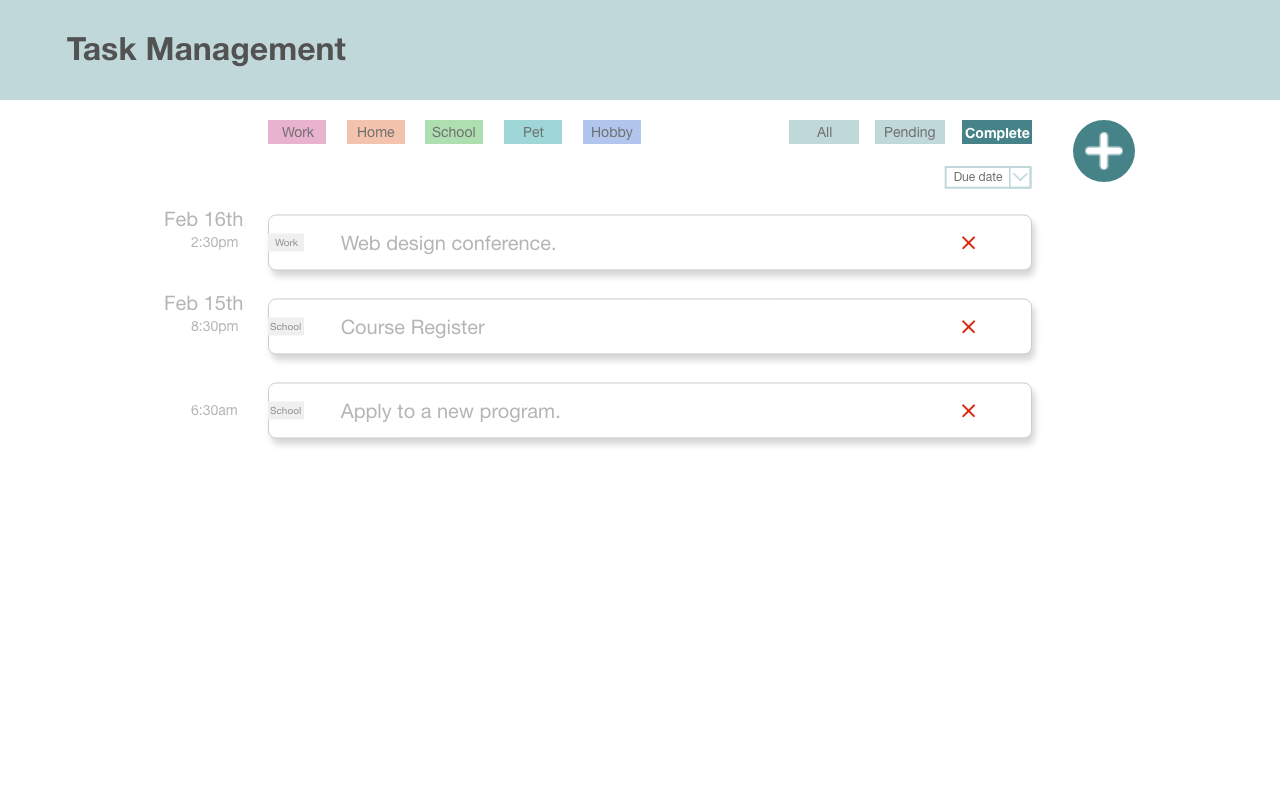 Task Management
Work Home School Pet Hobby All Pending Complete
Due date
Feb 16th
2:30pm Work Web design conference.
Feb 15th
8:30pm School Course Register
6:30am School Apply to a new program.